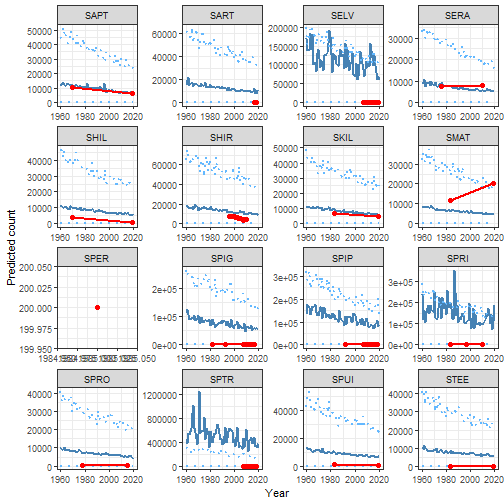 SAPT SART SELV SERA
50000 40000 30000 20000 10000 0
60000 40000 20000 0
200000 150000 100000 50000 0
30000 20000 10000 0
1960 1980 2000 2020 1960 1980 2000 2020 1960 1980 2000 2020 1960 1980 2000 2020
SHIL SHIR SKIL SMAT
40000 30000 20000 10000 0
60000 40000 20000 0
50000 40000 30000 20000 10000 0
30000 20000 10000 0
1960 1980 2000 2020 1960 1980 2000 2020 1960 1980 2000 2020 1960 1980 2000 2020
Predicted count
SPER SPIG SPIP SPRI
200.050 200.025 200.000 199.975 199.950
2e+05 1e+05 0e+00
3e+05 2e+05 1e+05 0e+00
3e+05 2e+05 1e+05 0e+00
1960 1980 2000 2020 1960 1980 2000 2020 1960 1980 2000 2020
SPRO SPTR SPUI STEE
40000 30000 20000 10000 0
1200000 800000 400000 0
40000 20000 0
40000 30000 20000 10000 0
1960 1980 2000 2020 1960 1980 2000 2020 1960 1980 2000 2020 1960 1980 2000 2020
Year